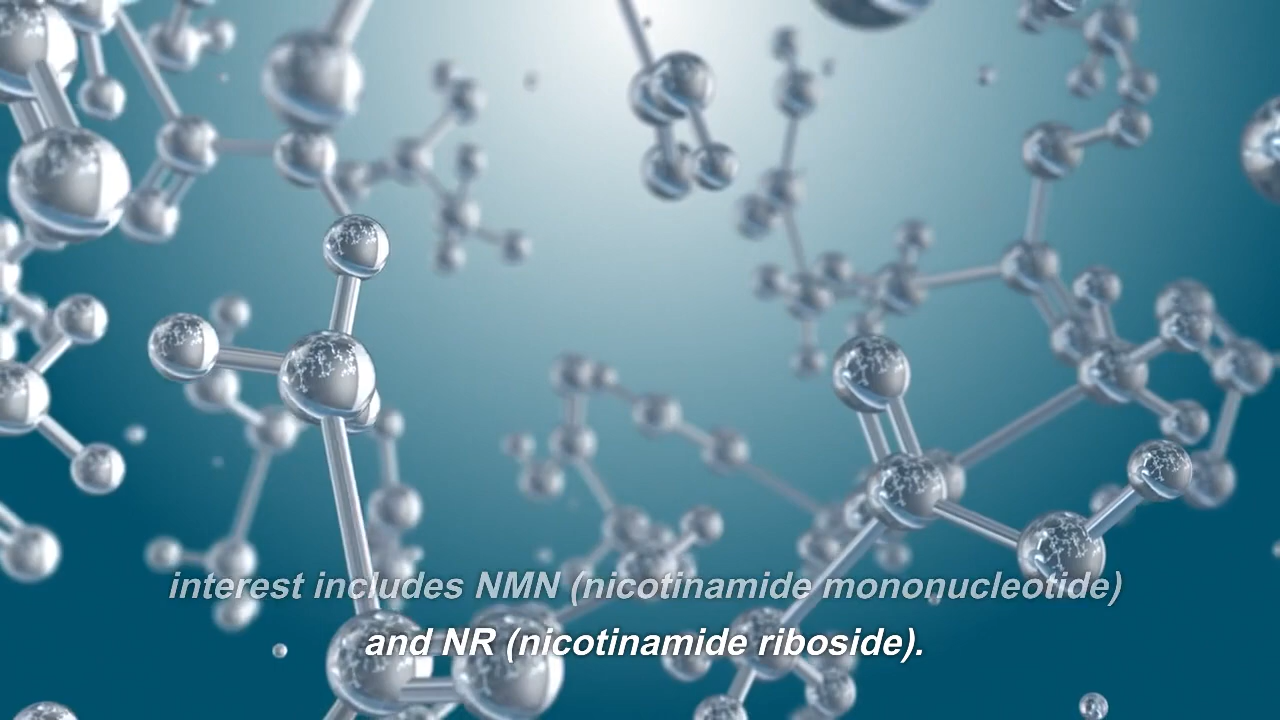 interest includes NMN (nicotinamide mononucleotide)
and NR (nicotinamide riboside).